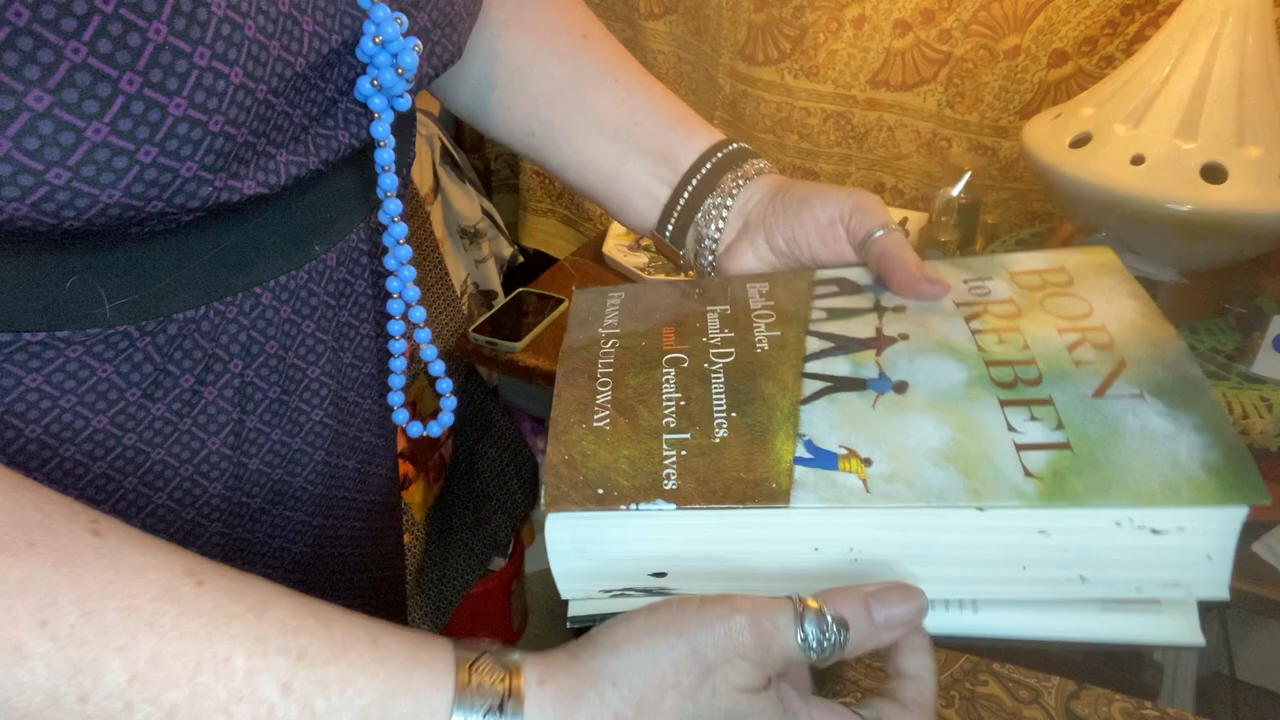 BORN
to REBEL
Birth Order,
Family Dynamics,
and Creative Lives
FRANK J. SULLOWAY